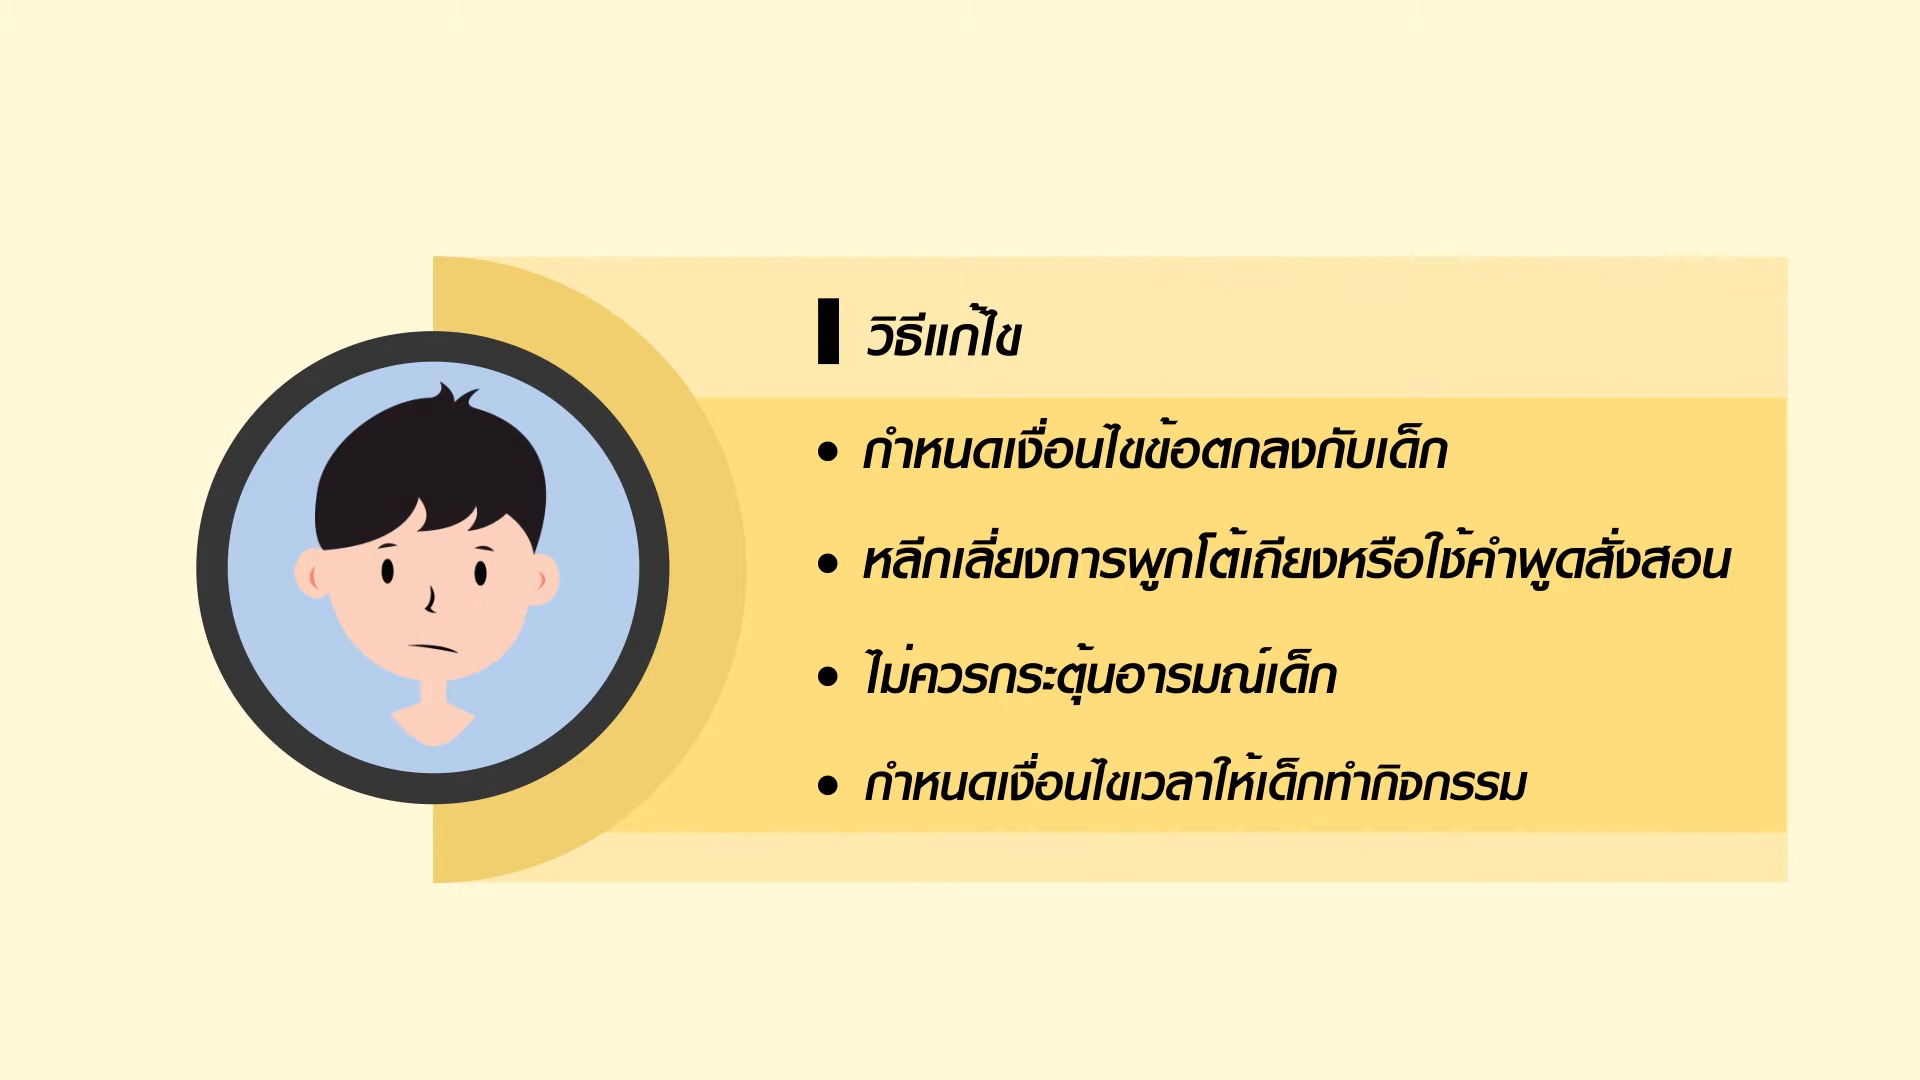 วิธีแก้ไข
• กำหนดเงื่อนไขข้อตกลงกับเด็ก
• หลีกเลี่ยงการพูกโต้เถียงหรือใช้คำพูดสั่งสอน
• ไม่ควรกระตุ้นอารมณ์เด็ก
• กำหนดเงื่อนไขเวลาให้เด็กทำกิจกรรม